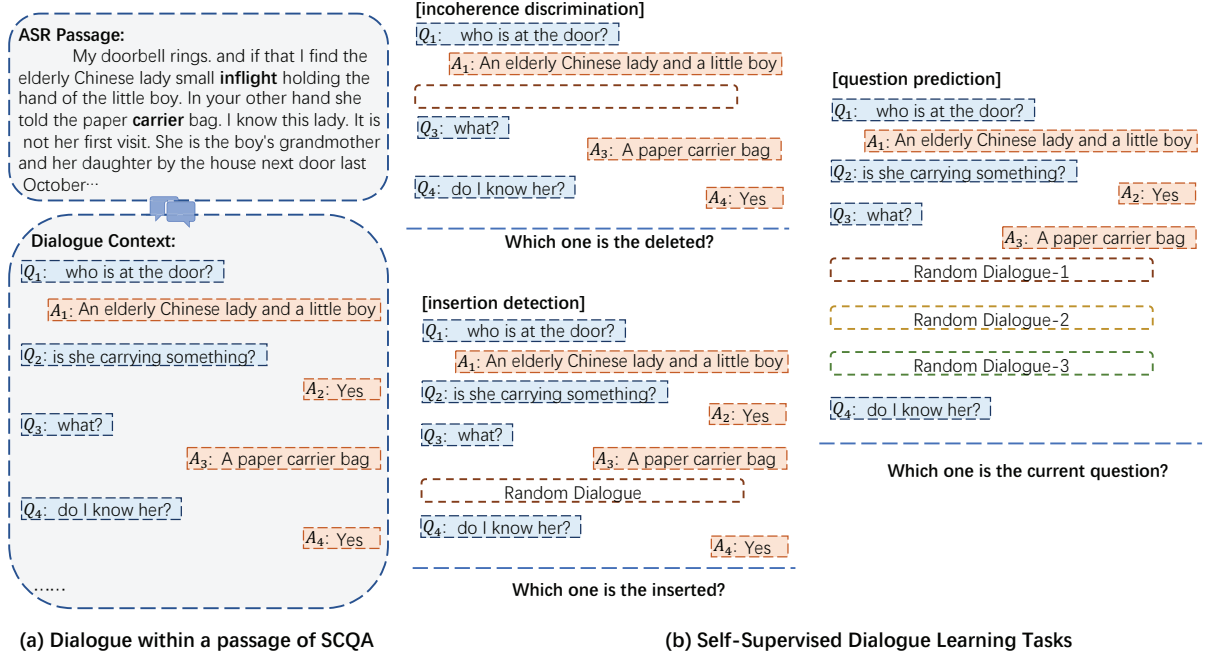 ASR Passage:
My doorbell rings. and if that I find the
elderly Chinese lady small inflight holding the
hand of the little boy. In your other hand she
told the paper carrier bag. I know this lady. It is
not her first visit. She is the boy's grandmother
and her daughter by the house next door last
October···
Dialogue Context:
Q1: who is at the door?
A1: An elderly Chinese lady and a little boy
Q2: is she carrying something?
A2: Yes
Q3: what?
A3: A paper carrier bag
Q4: do I know her?
A4: Yes
......
(a) Dialogue within a passage of SCQA
[incoherence discrimination]
Q1: who is at the door?
A1: An elderly Chinese lady and a little boy
Q3: what?
A3: A paper carrier bag
Q4: do I know her?
A4: Yes
Which one is the deleted?
[insertion detection]
Q1: who is at the door?
A1: An elderly Chinese lady and a little boy
Q2: is she carrying something?
A2: Yes
Q3: what?
A3: A paper carrier bag
Random Dialogue
Q4: do I know her?
A4: Yes
Which one is the inserted?
[question prediction]
Q1: who is at the door?
A1: An elderly Chinese lady and a little boy
Q2: is she carrying something?
A2: Yes
Q3: what?
A3: A paper carrier bag
Random Dialogue-1
Random Dialogue-2
Random Dialogue-3
Q4: do I know her?
Which one is the current question?
(b) Self-Supervised Dialogue Learning Tasks